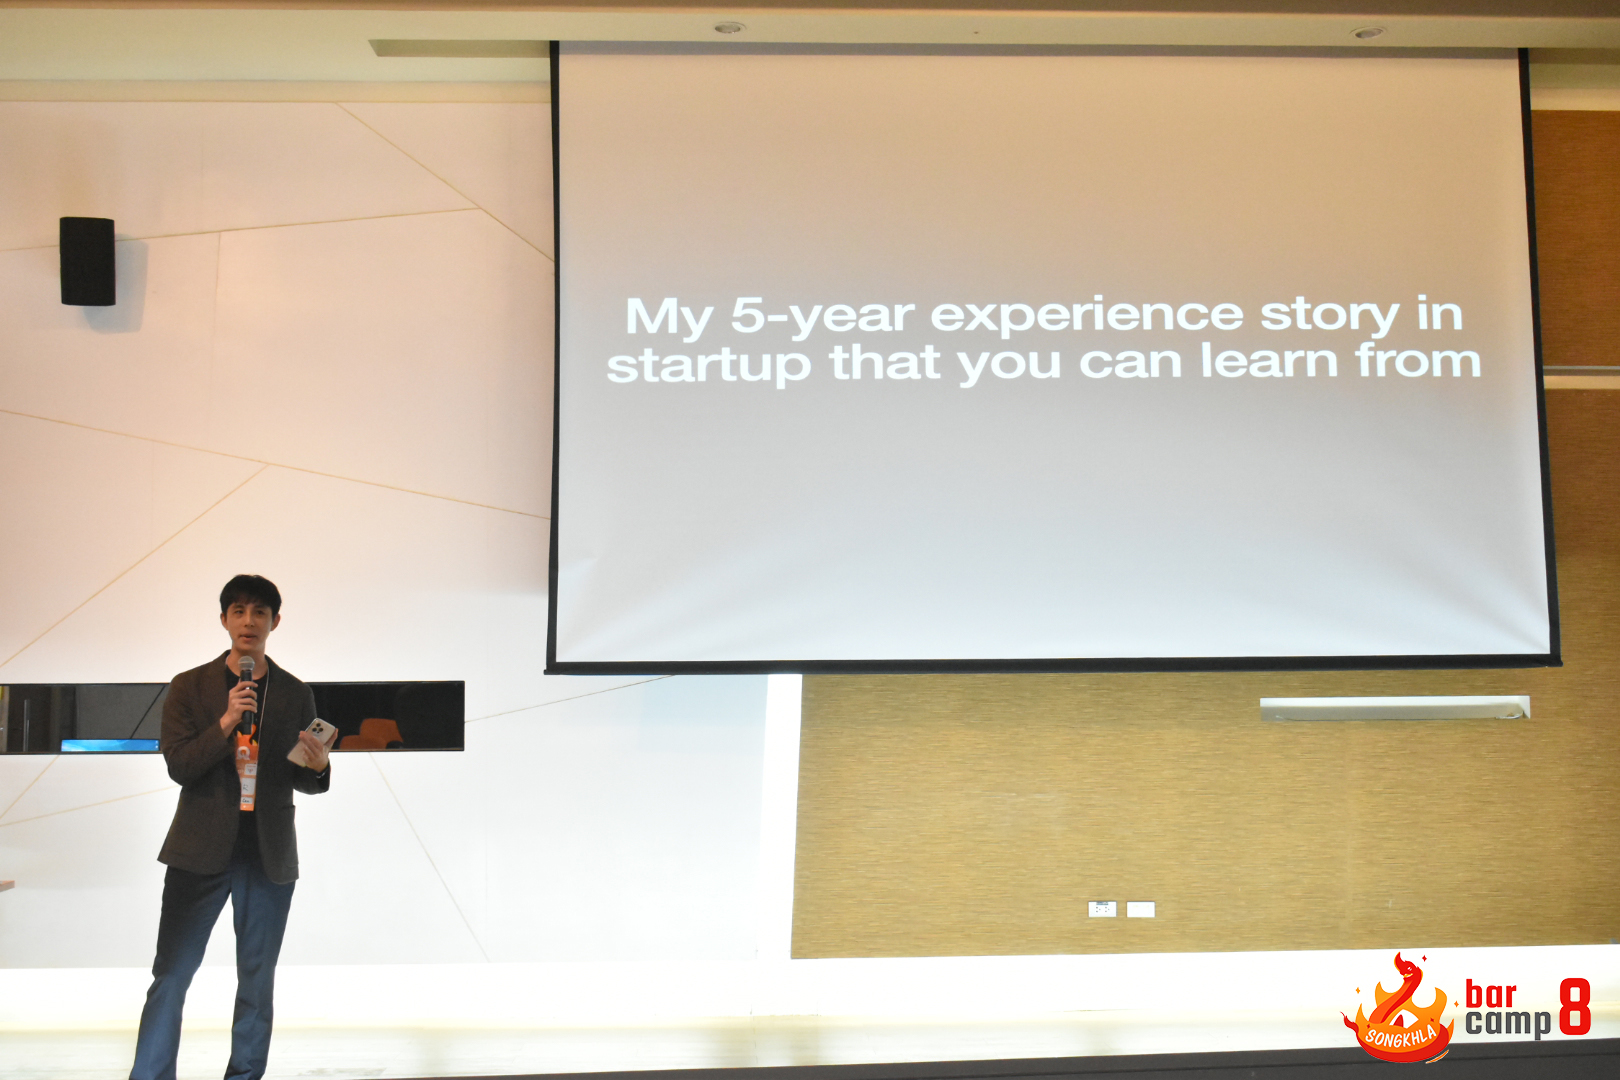 My 5-year experience story in
startup that you can learn from
SONGKHLA
bar
camp 8